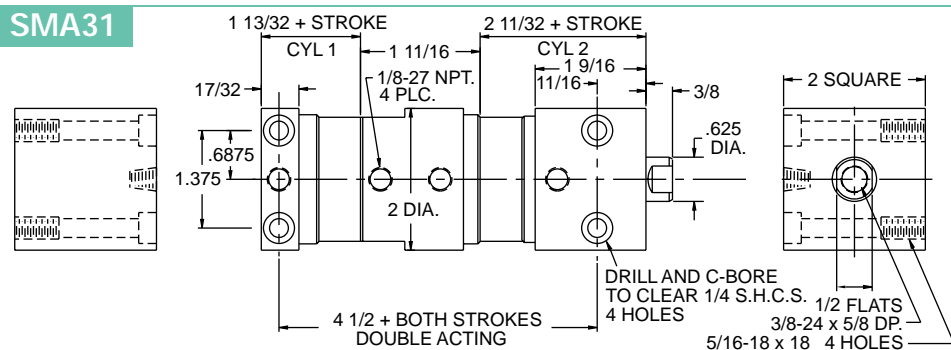 SMA31
1 13/32 + STROKE
2 11/32 + STROKE
CYL 1
1 11/16
CYL 2
1 9/16
1/8-27 NPT.
4 PLC.
11/16
2 SQUARE
17/32
3/8
.625
DIA.
.6875
1.375
2 DIA.
DRILL AND C-BORE
TO CLEAR 1/4 S.H.C.S.
4 HOLES
4 1/2 + BOTH STROKES
DOUBLE ACTING
1/2 FLATS
3/8-24 x 5/8 DP.
5/16-18 x 18 4 HOLES